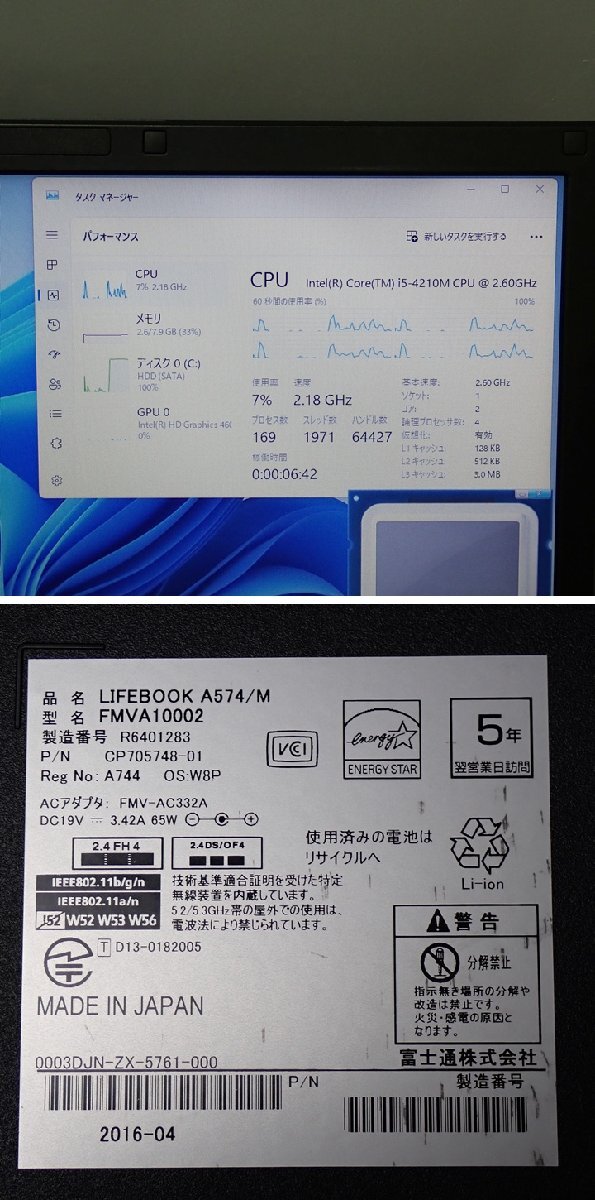 タスク マネージャー
パフォーマンス
新しいタスクを実行する
CPU
7% 2.18 GHz
メモリ
2.6/7.9 GB (33%)
ディスク 0 (C:)
HDD (SATA)
100%
GPU 0
Intel(R) HD Graphics 460
0%
CPU Intel(R) Core(TM) i5-4210M CPU @ 2.60GHz
60 秒間の使用率 (%) 100%
使用率 速度
7% 2.18 GHz
プロセス数 スレッド数 ハンドル数
169 1971 64427
稼働時間
0:00:06:42
基本速度: 2.60 GHz
ソケット: 1
コア: 2
論理プロセッサ数: 4
仮想化: 有効
L1 キャッシュ: 128 KB
L2 キャッシュ: 512 KB
L3 キャッシュ: 3.0 MB
品 名 LIFEBOOK A574/M
型 名 FMVA10002
製造番号 R6401283
P/N CP705748-01
Reg No: A744 OS:W8P
VCI
energy
ENERGY STAR
5年
翌営業日訪問
ACアダプタ: FMV-AC332A
DC19V 3.42A 65W
2.4 FH 4
2.4DS/OF4
IEEE802.11b/g/n
IEEE802.11a/n
J52 W52 W53 W56
技術基準適合証明を受けた特定
無線装置を内蔵しています。
5.2/5.3GHz帯の屋外での使用は、
電波法により禁じられています。
使用済みの電池は
リサイクルへ
Li-ion
T D13-0182005
MADE IN JAPAN
警告
分解禁止
指示無き場所の分解や
改造は禁止です。
火災・感電の原因と
なります。
富士通株式会社
0003DJN-ZX-5761-000
P/N
製造番号
2016-04